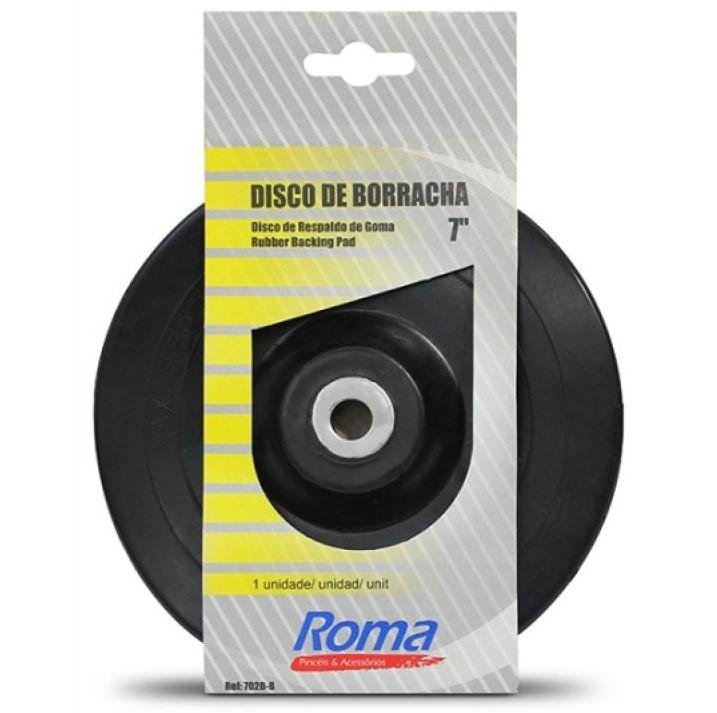 DISCO DE BORRACHA
Disco de Respaldo de Goma
Rubber Backing Pad
7"
1 unidade/ unidad/ unit
Roma
Pincéis & Acessórios
Ref: 7020-B